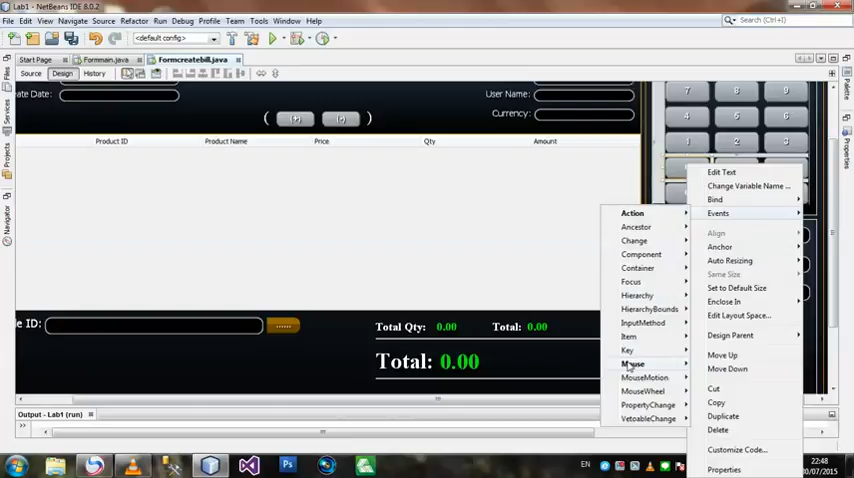 Lab1 - NetBeans IDE 8.0.2
File Edit View Navigate Source Refactor Run Debug Profile Team Tools Window Help
Search (Ctrl+I)
<default config>
Start Page Formmain.java Formcreatebill.java
Source Design History
Files
Services
Projects
Navigator
Palette
Properties
eate Date: User Name:
( (+) (-) ) Currency:
7 8 9
4 5 6
1 2 3
Product ID Product Name Price Qty Amount
Edit Text
Change Variable Name ...
Bind
Events
Align
Anchor
Auto Resizing
Same Size
Set to Default Size
Enclose In
Edit Layout Space...
Design Parent
Move Up
Move Down
Cut
Copy
Duplicate
Delete
Customize Code...
Properties
Action
Ancestor
Change
Component
Container
Focus
Hierarchy
HierarchyBounds
InputMethod
Item
Key
Mouse
MouseMotion
MouseWheel
PropertyChange
VetoableChange
le ID: ...... Total Qty: 0.00 Total: 0.00
Total: 0.00
Output - Lab1 (run)
EN
22:48
30/07/2015